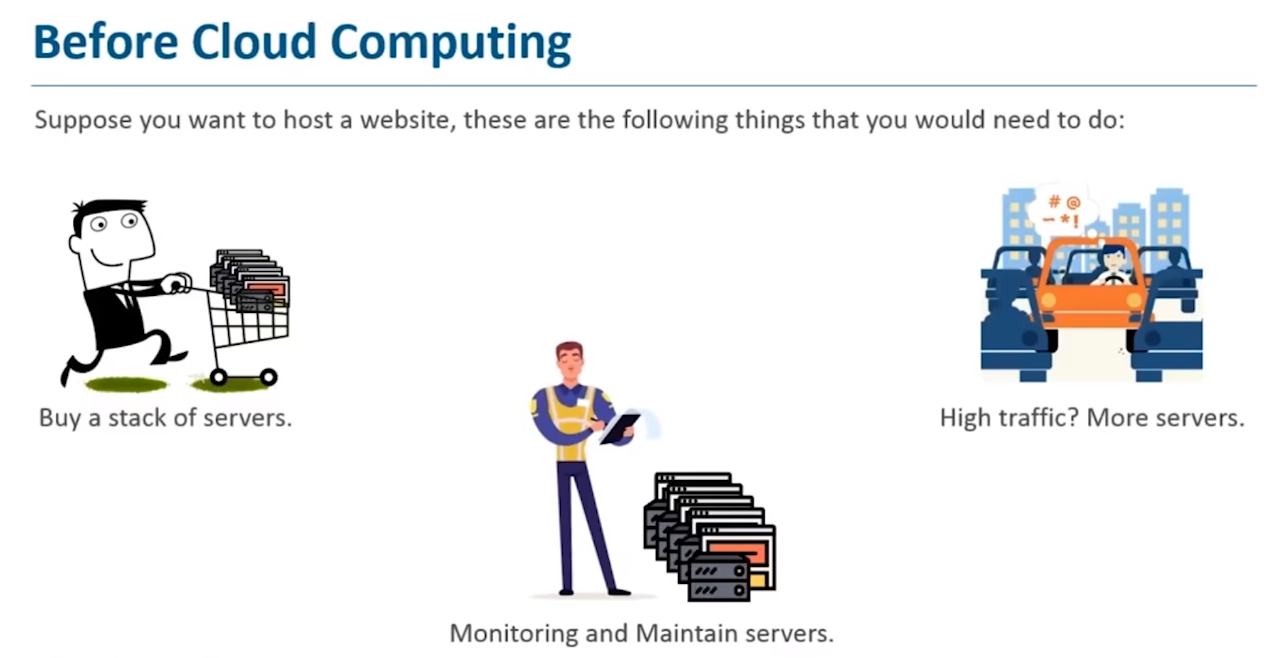 Before Cloud Computing
Suppose you want to host a website, these are the following things that you would need to do:
# @
– * !
Buy a stack of servers.
High traffic? More servers.
Monitoring and Maintain servers.